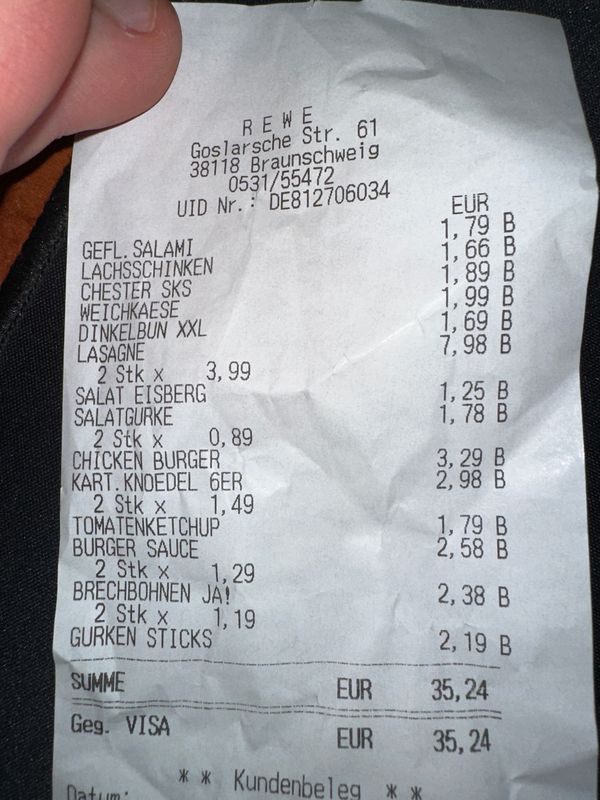 R E W E
Goslarsche Str. 61
38118 Braunschweig
0531/55472
UID Nr.: DE812706034
EUR
GEFL.SALAMI 1,79 B
LACHSSCHINKEN 1,66 B
CHESTER SKS 1,89 B
WEICHKAESE 1,99 B
DINKELBUN XXL 1,69 B
LASAGNE 7,98 B
2 Stk x 3,99
SALAT EISBERG 1,25 B
SALATGURKE 1,78 B
2 Stk x 0,89
CHICKEN BURGER 3,29 B
KART.KNOEDEL 6ER 2,98 B
2 Stk x 1,49
TOMATENKETCHUP 1,79 B
BURGER SAUCE 2,58 B
2 Stk x 1,29
BRECHBOHNEN JA! 2,38 B
2 Stk x 1,19
GURKEN STICKS 2,19 B
SUMME EUR 35,24
Geg. VISA EUR 35,24
* * Kundenbeleg * *
Datum: